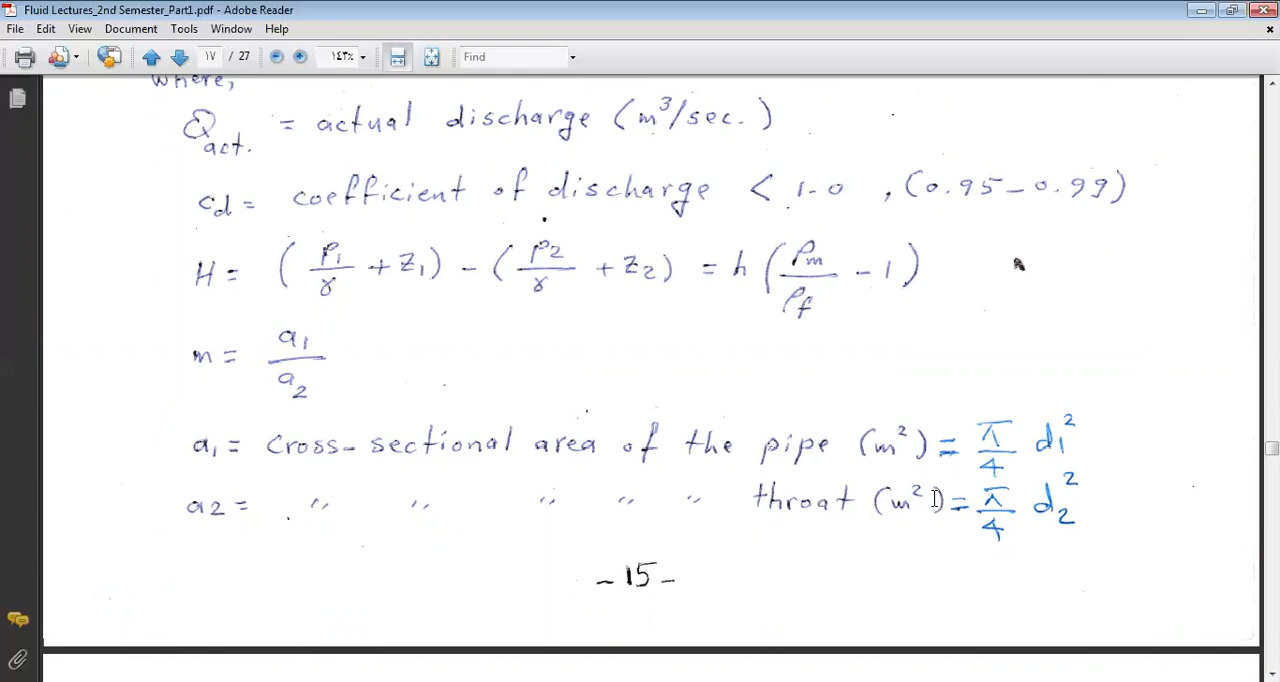 Fluid Lectures_2nd Semester_Part1.pdf - Adobe Reader
File Edit View Document Tools Window Help
١٧ / 27 ١٤٣% Find
where,
Q act. = actual discharge (m³/sec.)
cd = coefficient of discharge < 1.0 , (0.95 – 0.99)
H = (P1/γ + Z1) – (P2/γ + Z2) = h (ρm/ρf – 1)
m = a1/a2
a1 = cross-sectional area of the pipe (m²) = π/4 d1²
a2 = " " " " " throat (m²) = π/4 d2²
- 15 -